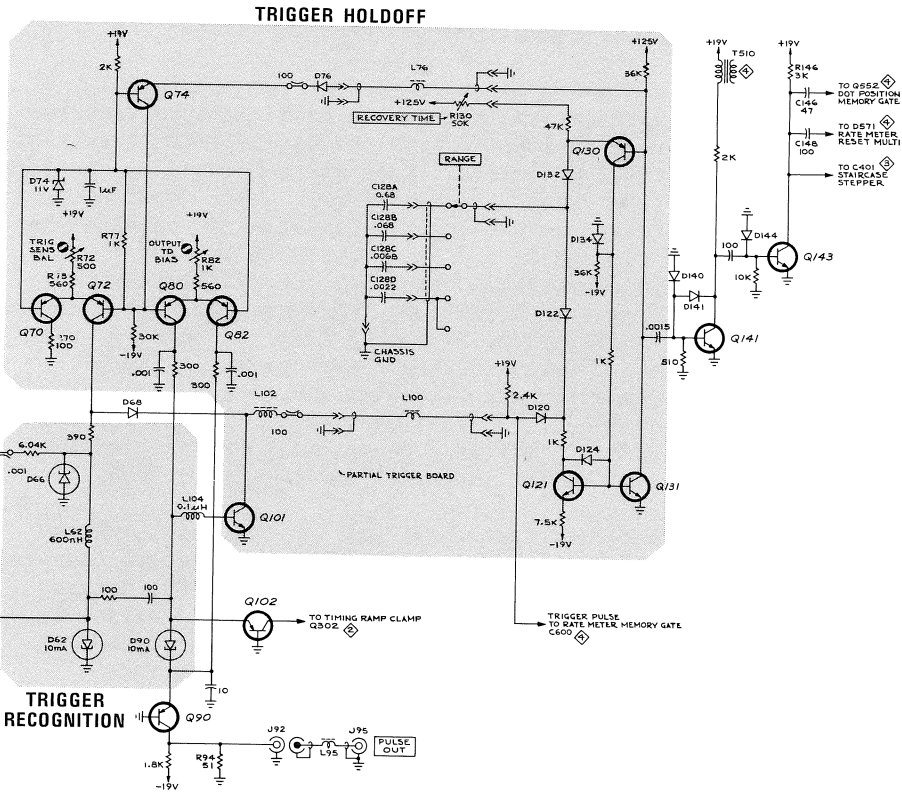 TRIGGER HOLDOFF
+19V
2K
Q74
100
D76
L76
+125V
36K
+19V
T510
4
+19V
R146
3K
TO Q552 4
DOT POSITION
MEMORY GATE
C146
47
TO D571 4
RATE METER
RESET MULTI
C148
100
TO C401 3
STAIRCASE
STEPPER
+125V
RECOVERY TIME
R130
50K
47K
Q130
2K
RANGE
D132
D74
11V
1µF
C128A
0.68
C128B
.068
C128C
.0068
C128D
.0022
CHASSIS
GND
+19V
TRIG
SENS
BAL
R72
500
560
R77
1K
+19V
OUTPUT
TD
BIAS
R82
1K
560
D134
36K
-19V
D144
100
10K
Q143
D140
D141
Q70
Q72
Q80
Q82
100
30K
-19V
.001
300
300
.001
D122
.0015
510
Q141
1K
+19V
2.4K
L102
100
L100
D68
D120
390
6.04K
.001
D66
1K
D124
PARTIAL TRIGGER BOARD
Q121
Q131
7.5K
-19V
L104
0.1µH
Q101
L62
600nH
100
100
Q102
TO TIMING RAMP CLAMP
Q302 2
TRIGGER PULSE
TO RATE METER MEMORY GATE
C600 4
D62
10mA
D90
10mA
TRIGGER
RECOGNITION
10
Q90
J92
J95
L95
PULSE
OUT
1.8K
-19V
R94
51